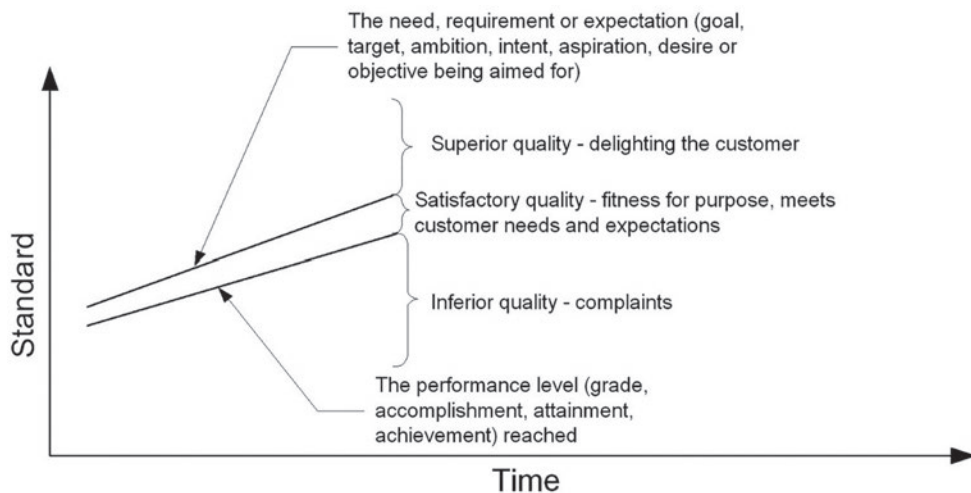 The need, requirement or expectation (goal,
target, ambition, intent, aspiration, desire or
objective being aimed for)
Superior quality - delighting the customer
Satisfactory quality - fitness for purpose, meets
customer needs and expectations
Inferior quality - complaints
The performance level (grade,
accomplishment, attainment,
achievement) reached
Standard
Time